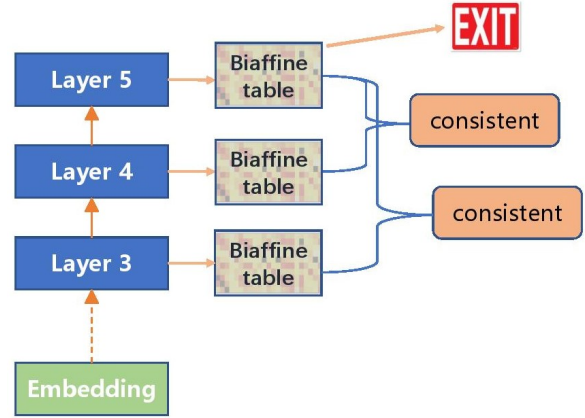 EXIT
Layer 5
Biaffine
table
consistent
Layer 4
Biaffine
table
consistent
Layer 3
Biaffine
table
Embedding